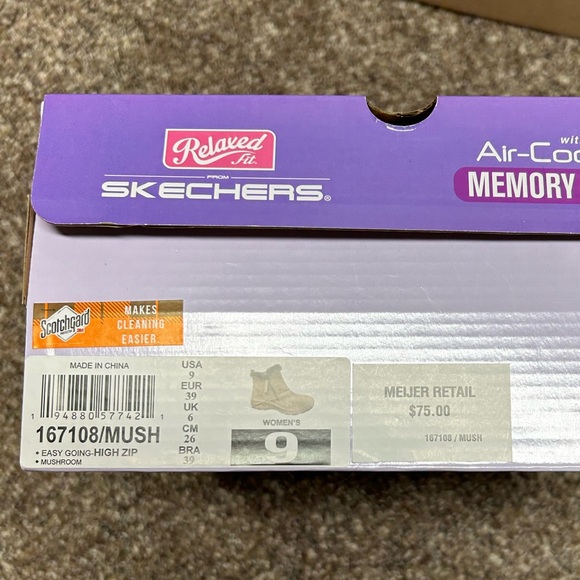 Relaxed
Fit.
FROM
SKECHERS®
with
Air-Coo
MEMORY
Scotchgard
MAKES
CLEANING
EASIER.
MADE IN CHINA
1 94880 57742 1
167108/MUSH
• EASY GOING-HIGH ZIP
• MUSHROOM
USA
9
EUR
39
UK
6
CM
26
BRA
39
WOMEN'S
9
MEIJER RETAIL
$75.00
167108 / MUSH